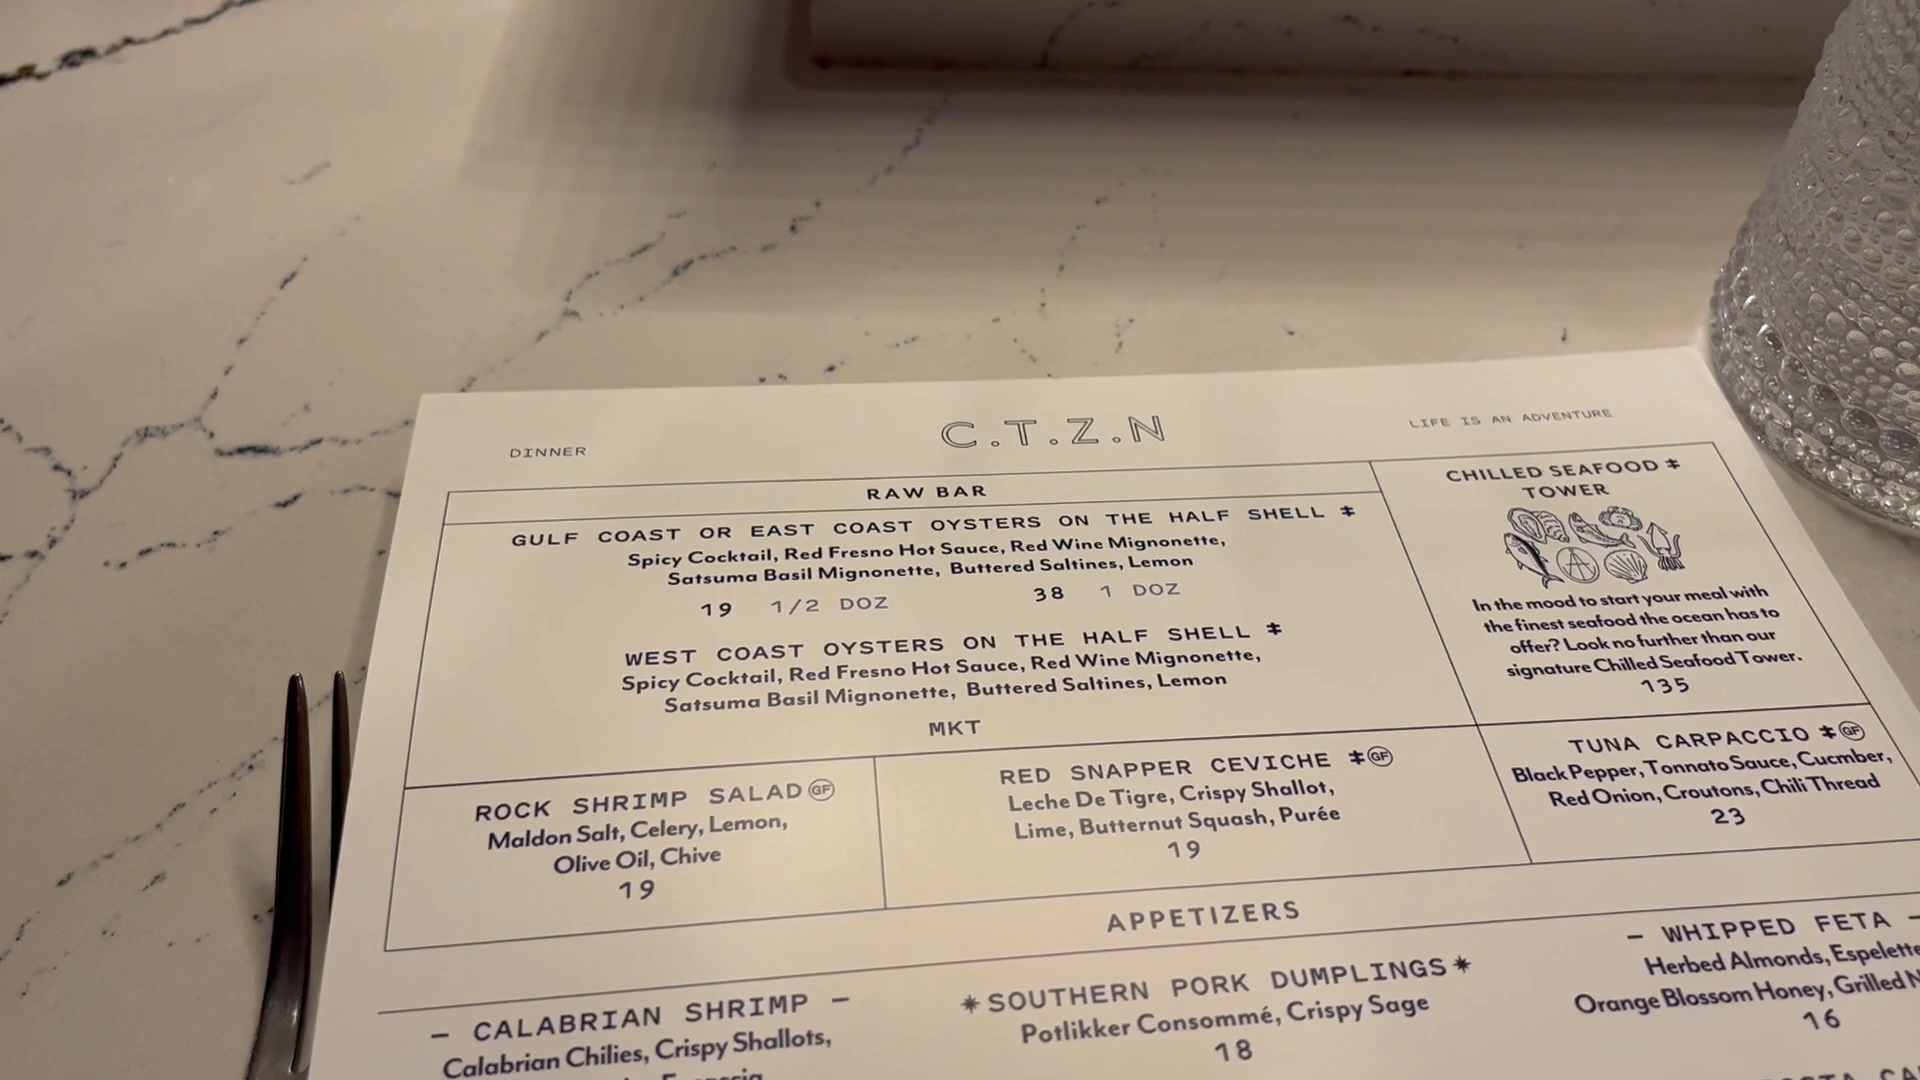 DINNER
C.T.Z.N
LIFE IS AN ADVENTURE
RAW BAR
GULF COAST OR EAST COAST OYSTERS ON THE HALF SHELL ‡
Spicy Cocktail, Red Fresno Hot Sauce, Red Wine Mignonette,
Satsuma Basil Mignonette, Buttered Saltines, Lemon
19 1/2 DOZ 38 1 DOZ
WEST COAST OYSTERS ON THE HALF SHELL ‡
Spicy Cocktail, Red Fresno Hot Sauce, Red Wine Mignonette,
Satsuma Basil Mignonette, Buttered Saltines, Lemon
MKT
CHILLED SEAFOOD ‡
TOWER
In the mood to start your meal with
the finest seafood the ocean has to
offer? Look no further than our
signature Chilled Seafood Tower.
135
ROCK SHRIMP SALAD GF
Maldon Salt, Celery, Lemon,
Olive Oil, Chive
19
RED SNAPPER CEVICHE ‡ GF
Leche De Tigre, Crispy Shallot,
Lime, Butternut Squash, Purée
19
TUNA CARPACCIO ‡ GF
Black Pepper, Tonnato Sauce, Cucmber,
Red Onion, Croutons, Chili Thread
23
APPETIZERS
— CALABRIAN SHRIMP —
Calabrian Chilies, Crispy Shallots,
✷ SOUTHERN PORK DUMPLINGS ✷
Potlikker Consommé, Crispy Sage
18
— WHIPPED FETA —
Herbed Almonds, Espelette
Orange Blossom Honey, Grilled
16